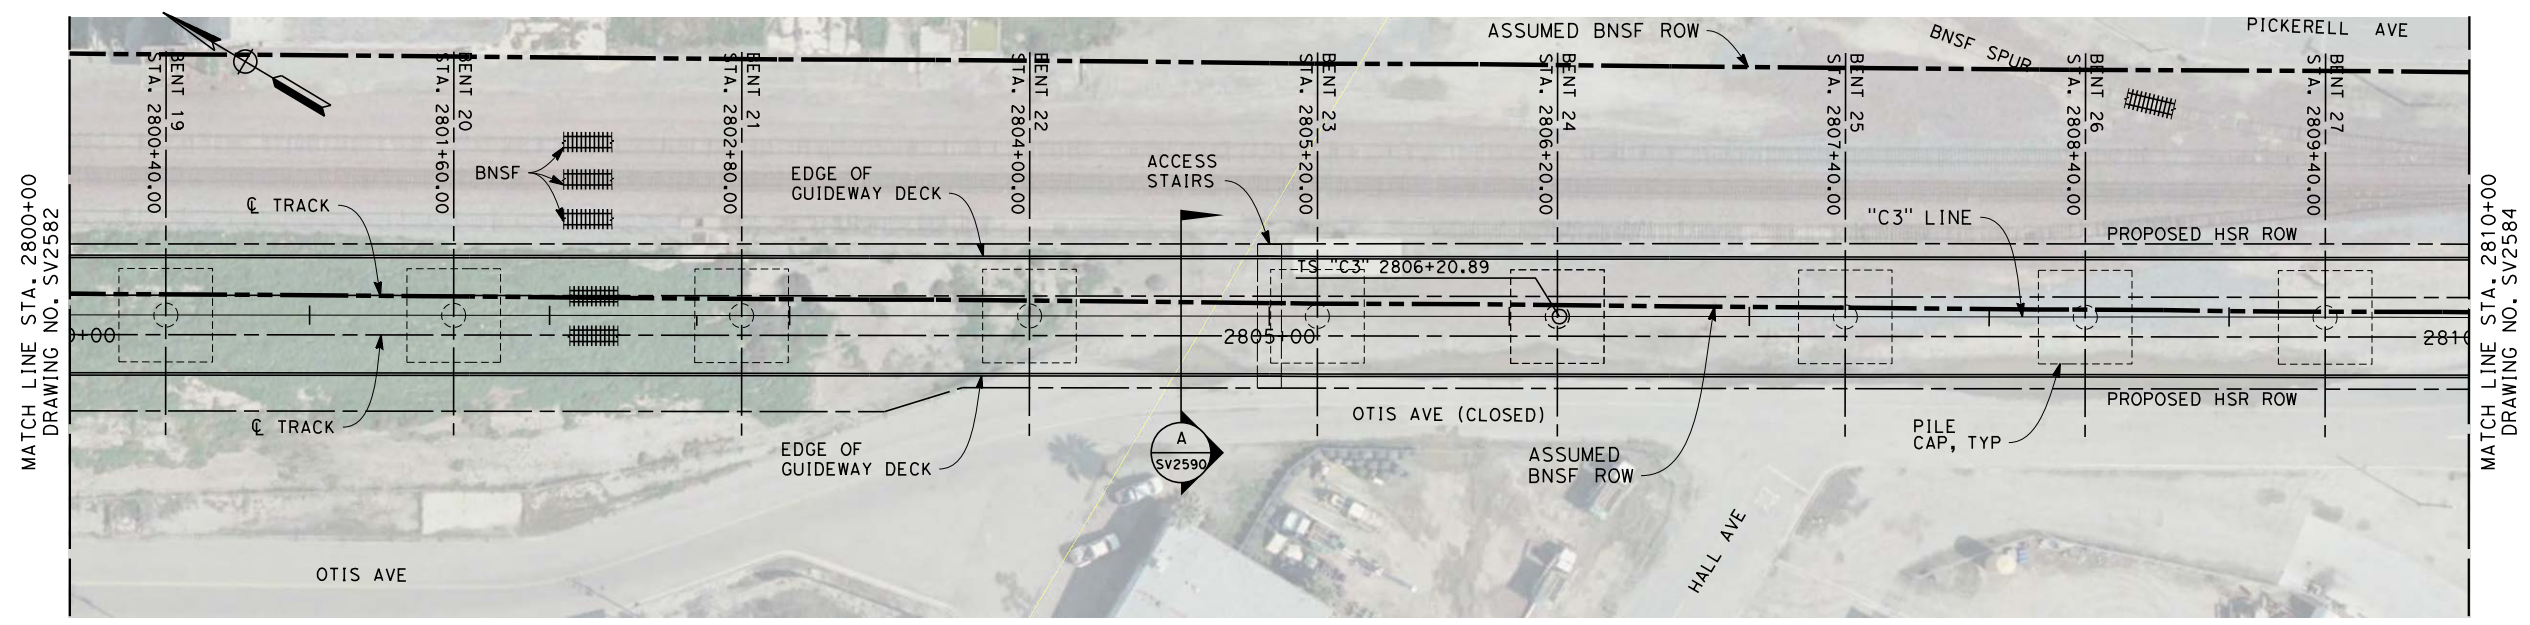 ASSUMED BNSF ROW
BNSF SPUR
PICKERELL AVE
BENT 19
STA. 2800+40.00
BENT 20
STA. 2801+60.00
BENT 21
STA. 2802+80.00
BENT 22
STA. 2804+00.00
BENT 23
STA. 2805+20.00
BENT 24
STA. 2806+20.00
BENT 25
STA. 2807+40.00
BENT 26
STA. 2808+40.00
BENT 27
STA. 2809+40.00
MATCH LINE STA. 2800+00
DRAWING NO. SV2582
BNSF
℄ TRACK
EDGE OF
GUIDEWAY DECK
ACCESS
STAIRS
"C3" LINE
PROPOSED HSR ROW
TS "C3" 2806+20.89
0+00
2805+00
2810
℄ TRACK
EDGE OF
GUIDEWAY DECK
A
SV2590
OTIS AVE (CLOSED)
ASSUMED
BNSF ROW
PILE
CAP, TYP
PROPOSED HSR ROW
OTIS AVE
HALL AVE
MATCH LINE STA. 2810+00
DRAWING NO. SV2584